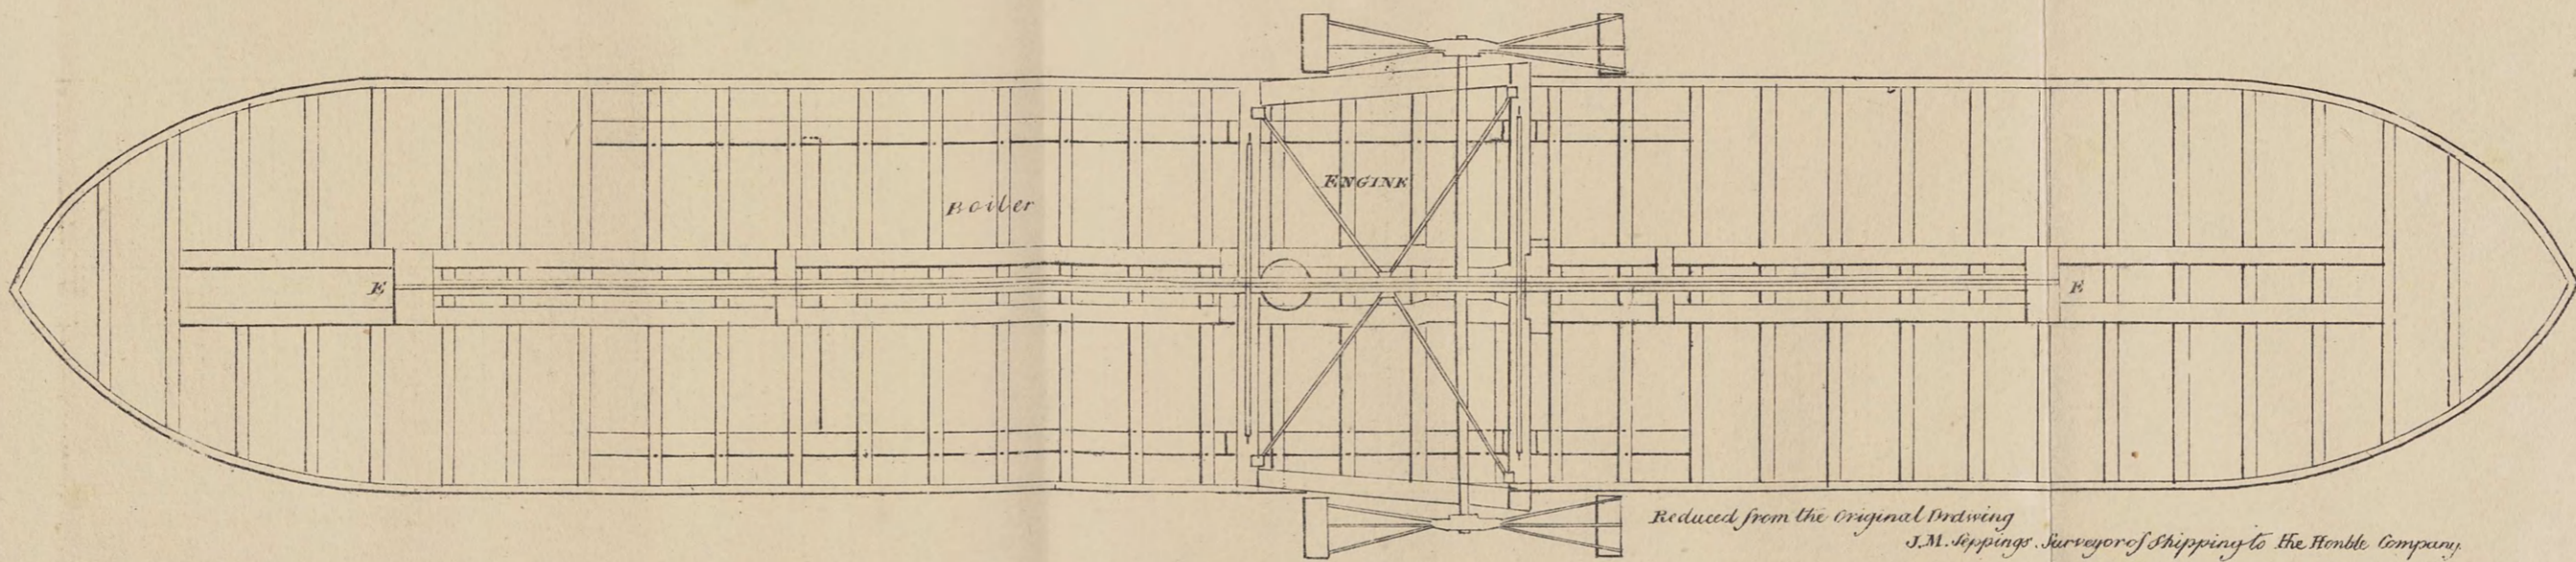 ENGINE
Boiler
E
E
Reduced from the Original Drawing
J.M. Seppings. Surveyor of Shipping to the Honble Company.